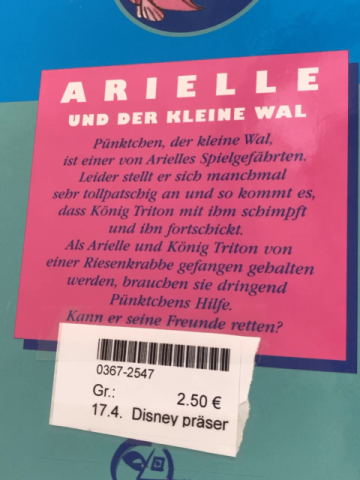 ARIELLE
UND DER KLEINE WAL
Pünktchen, der kleine Wal,
ist einer von Arielles Spielgefährten.
Leider stellt er sich manchmal
sehr tollpatschig an und so kommt es,
dass König Triton mit ihm schimpft
und ihn fortschickt.
Als Arielle und König Triton von
einer Riesenkrabbe gefangen gehalten
werden, brauchen sie dringend
Pünktchens Hilfe.
Kann er seine Freunde retten?
0367-2547
Gr.: 2.50 €
17.4. Disney präser